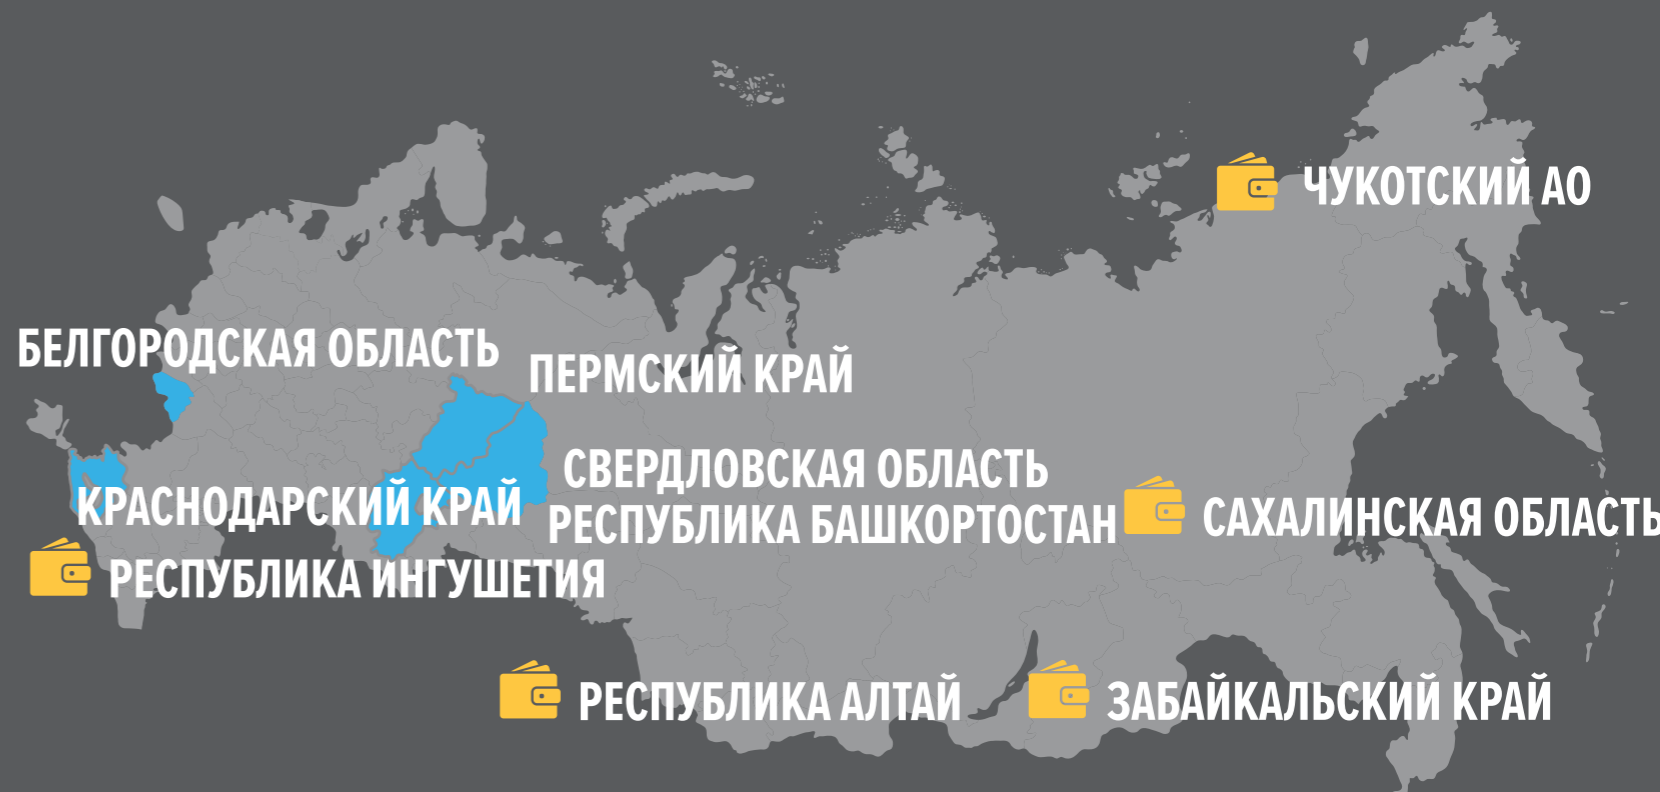 ЧУКОТСКИЙ АО
БЕЛГОРОДСКАЯ ОБЛАСТЬ
ПЕРМСКИЙ КРАЙ
СВЕРДЛОВСКАЯ ОБЛАСТЬ
КРАСНОДАРСКИЙ КРАЙ
РЕСПУБЛИКА БАШКОРТОСТАН
САХАЛИНСКАЯ ОБЛАСТЬ
РЕСПУБЛИКА ИНГУШЕТИЯ
РЕСПУБЛИКА АЛТАЙ
ЗАБАЙКАЛЬСКИЙ КРАЙ